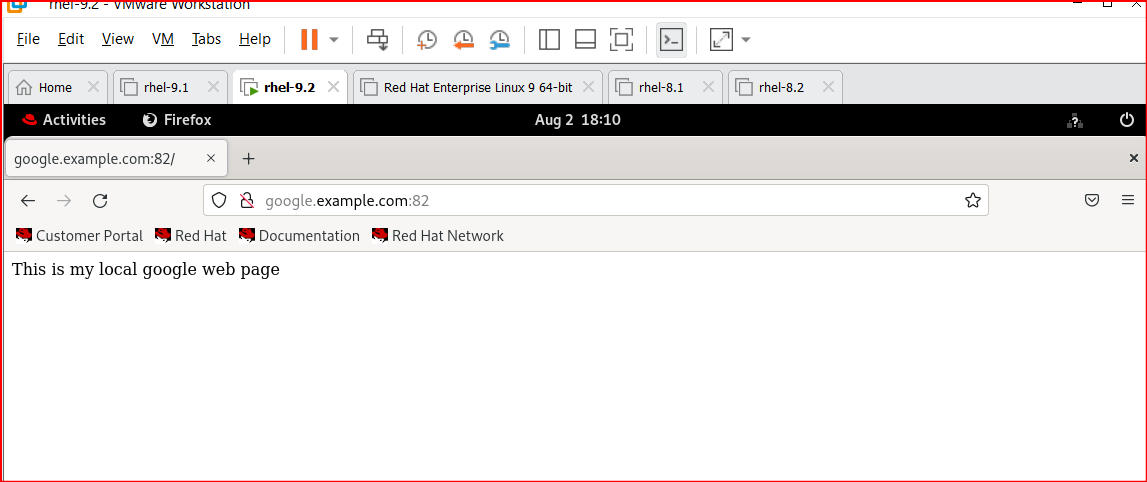 rhel-9.2 - VMware Workstation
File Edit View VM Tabs Help
Home rhel-9.1 rhel-9.2 Red Hat Enterprise Linux 9 64-bit rhel-8.1 rhel-8.2
Activities Firefox Aug 2 18:10
google.example.com:82/
google.example.com:82
Customer Portal Red Hat Documentation Red Hat Network
This is my local google web page